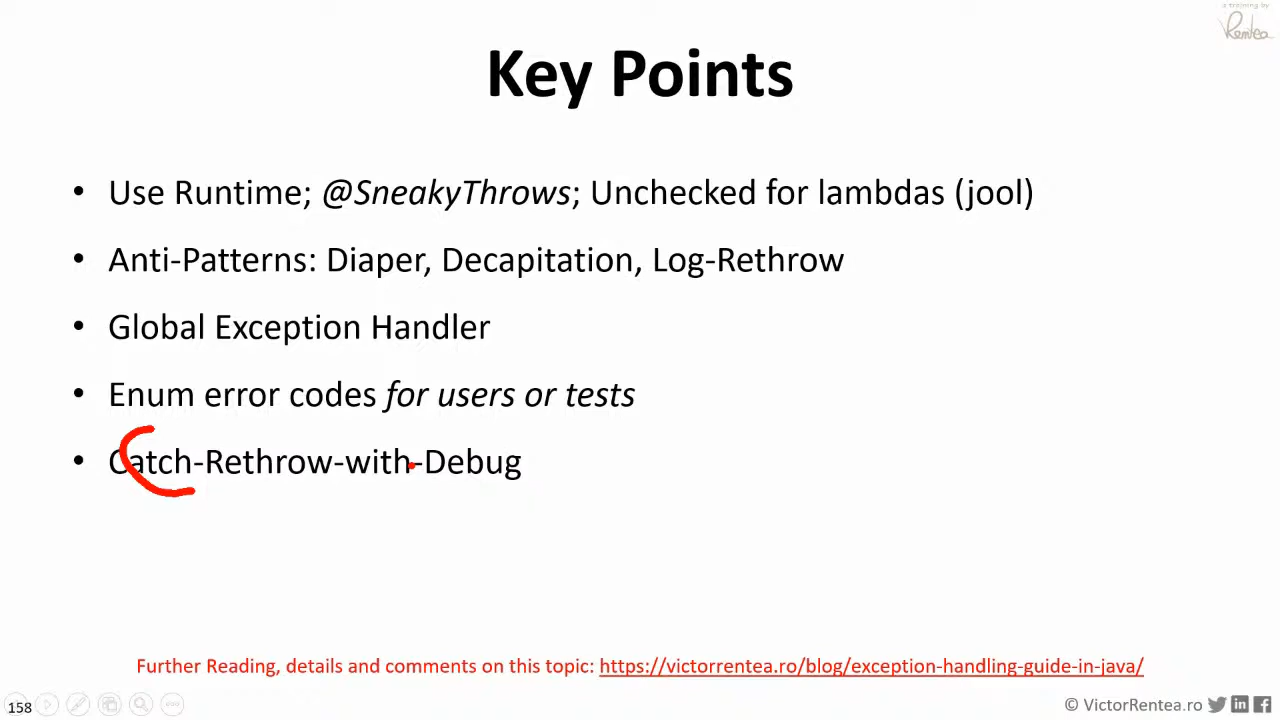 a training by
VRentea
Key Points
• Use Runtime; @SneakyThrows; Unchecked for lambdas (jool)
• Anti-Patterns: Diaper, Decapitation, Log-Rethrow
• Global Exception Handler
• Enum error codes for users or tests
• Catch-Rethrow-with-Debug
Further Reading, details and comments on this topic: https://victorrentea.ro/blog/exception-handling-guide-in-java/
158
© VictorRentea.ro